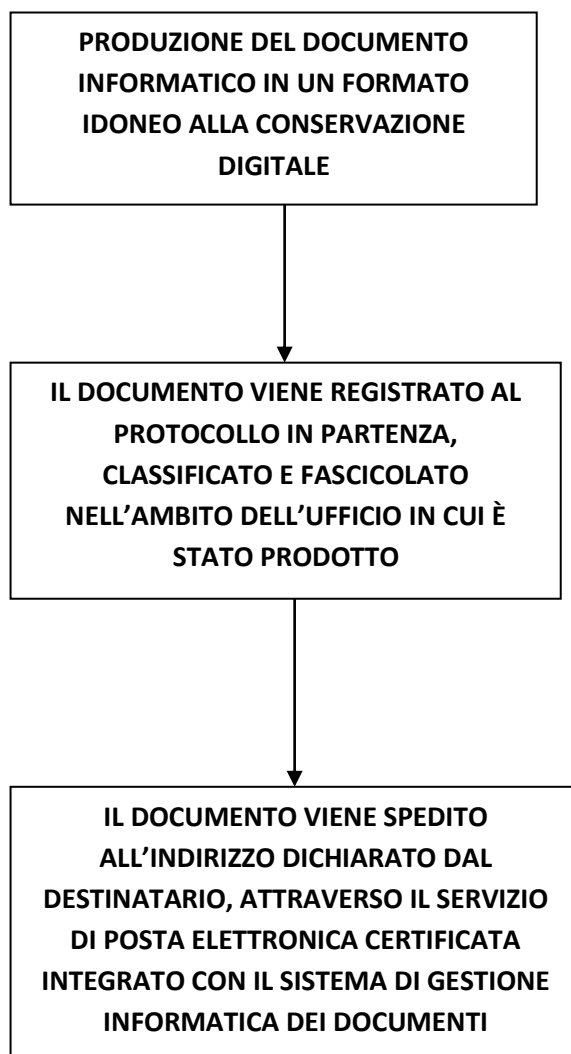 PRODUZIONE DEL DOCUMENTO
INFORMATICO IN UN FORMATO
IDONEO ALLA CONSERVAZIONE
DIGITALE
IL DOCUMENTO VIENE REGISTRATO AL
PROTOCOLLO IN PARTENZA,
CLASSIFICATO E FASCICOLATO
NELL’AMBITO DELL’UFFICIO IN CUI È
STATO PRODOTTO
IL DOCUMENTO VIENE SPEDITO
ALL’INDIRIZZO DICHIARATO DAL
DESTINATARIO, ATTRAVERSO IL SERVIZIO
DI POSTA ELETTRONICA CERTIFICATA
INTEGRATO CON IL SISTEMA DI GESTIONE
INFORMATICA DEI DOCUMENTI